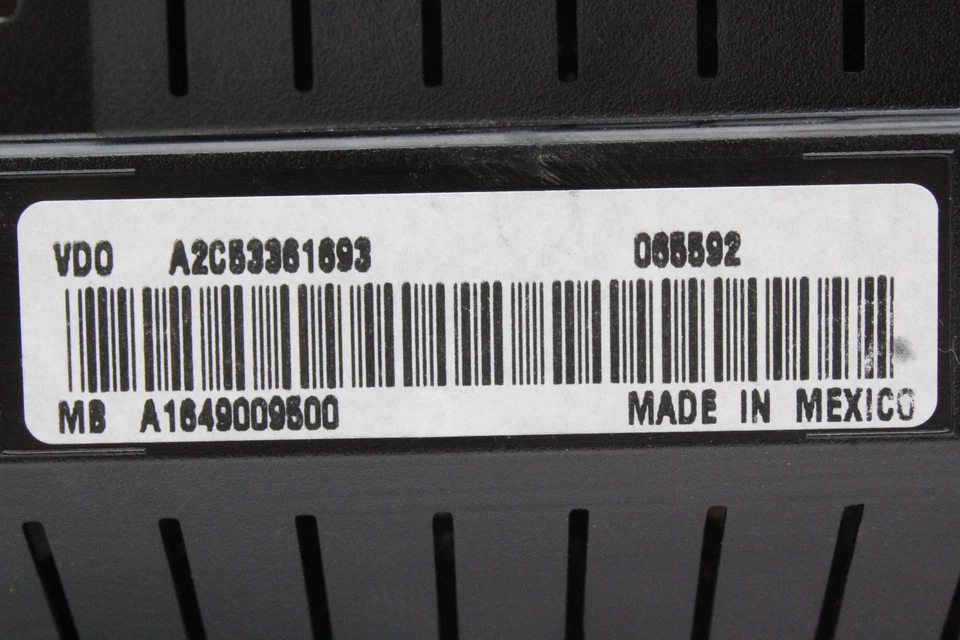 VDO A2C53361693 065592
MB A1649009500 MADE IN MEXICO